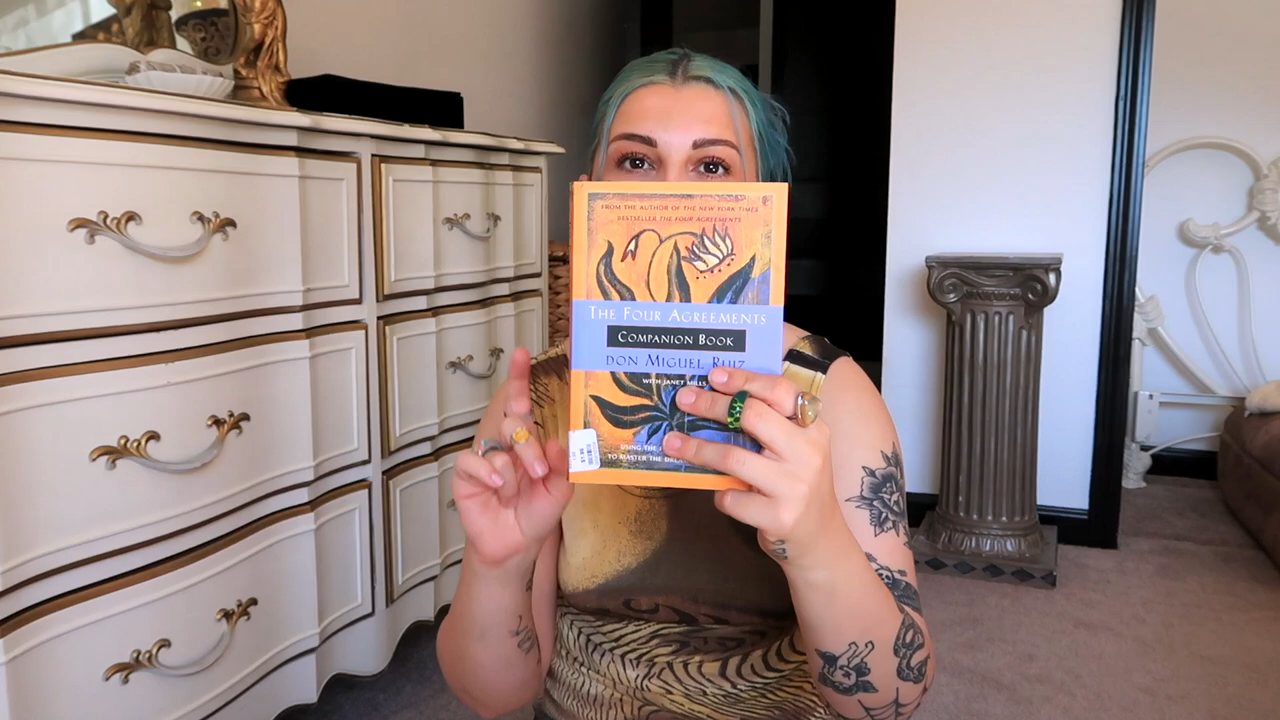 FROM THE AUTHOR OF THE NEW YORK TIMES
BESTSELLER THE FOUR AGREEMENTS
THE FOUR AGREEMENTS
COMPANION BOOK
DON MIGUEL RUIZ
WITH JANET MILLS
USING THE
TO MASTER THE